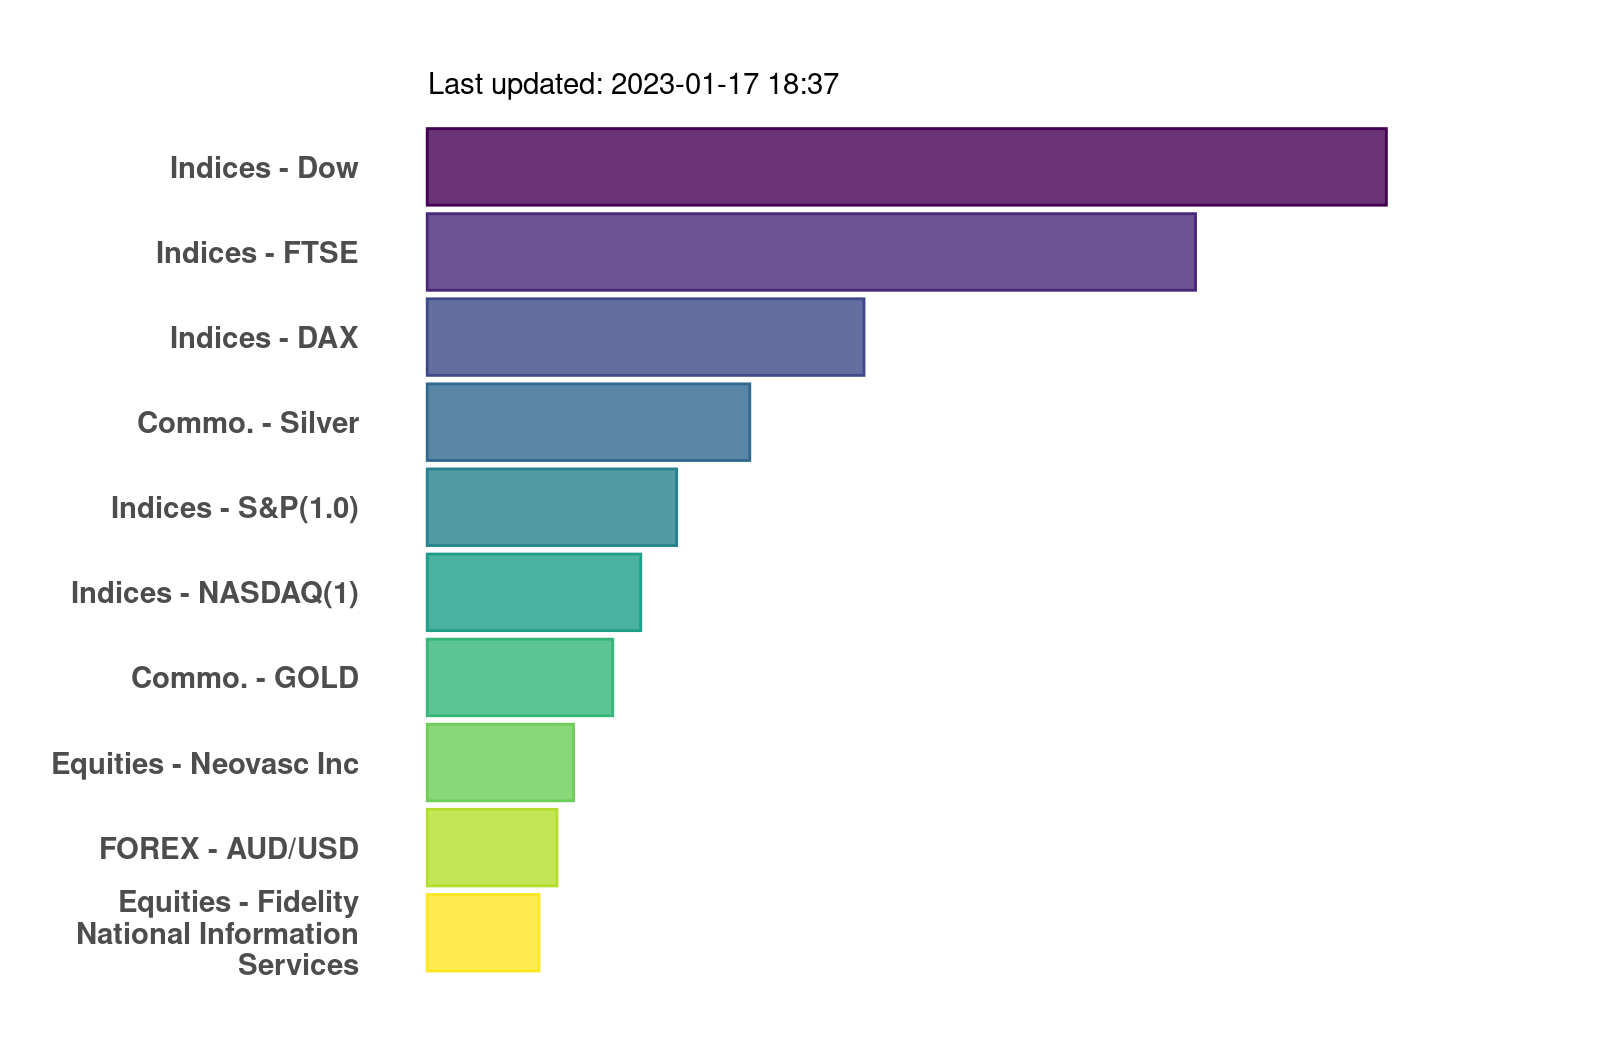 Last updated: 2023-01-17 18:37
Indices - Dow
Indices - FTSE
Indices - DAX
Commo. - Silver
Indices - S&P(1.0)
Indices - NASDAQ(1)
Commo. - GOLD
Equities - Neovasc Inc
FOREX - AUD/USD
Equities - Fidelity
National Information
Services